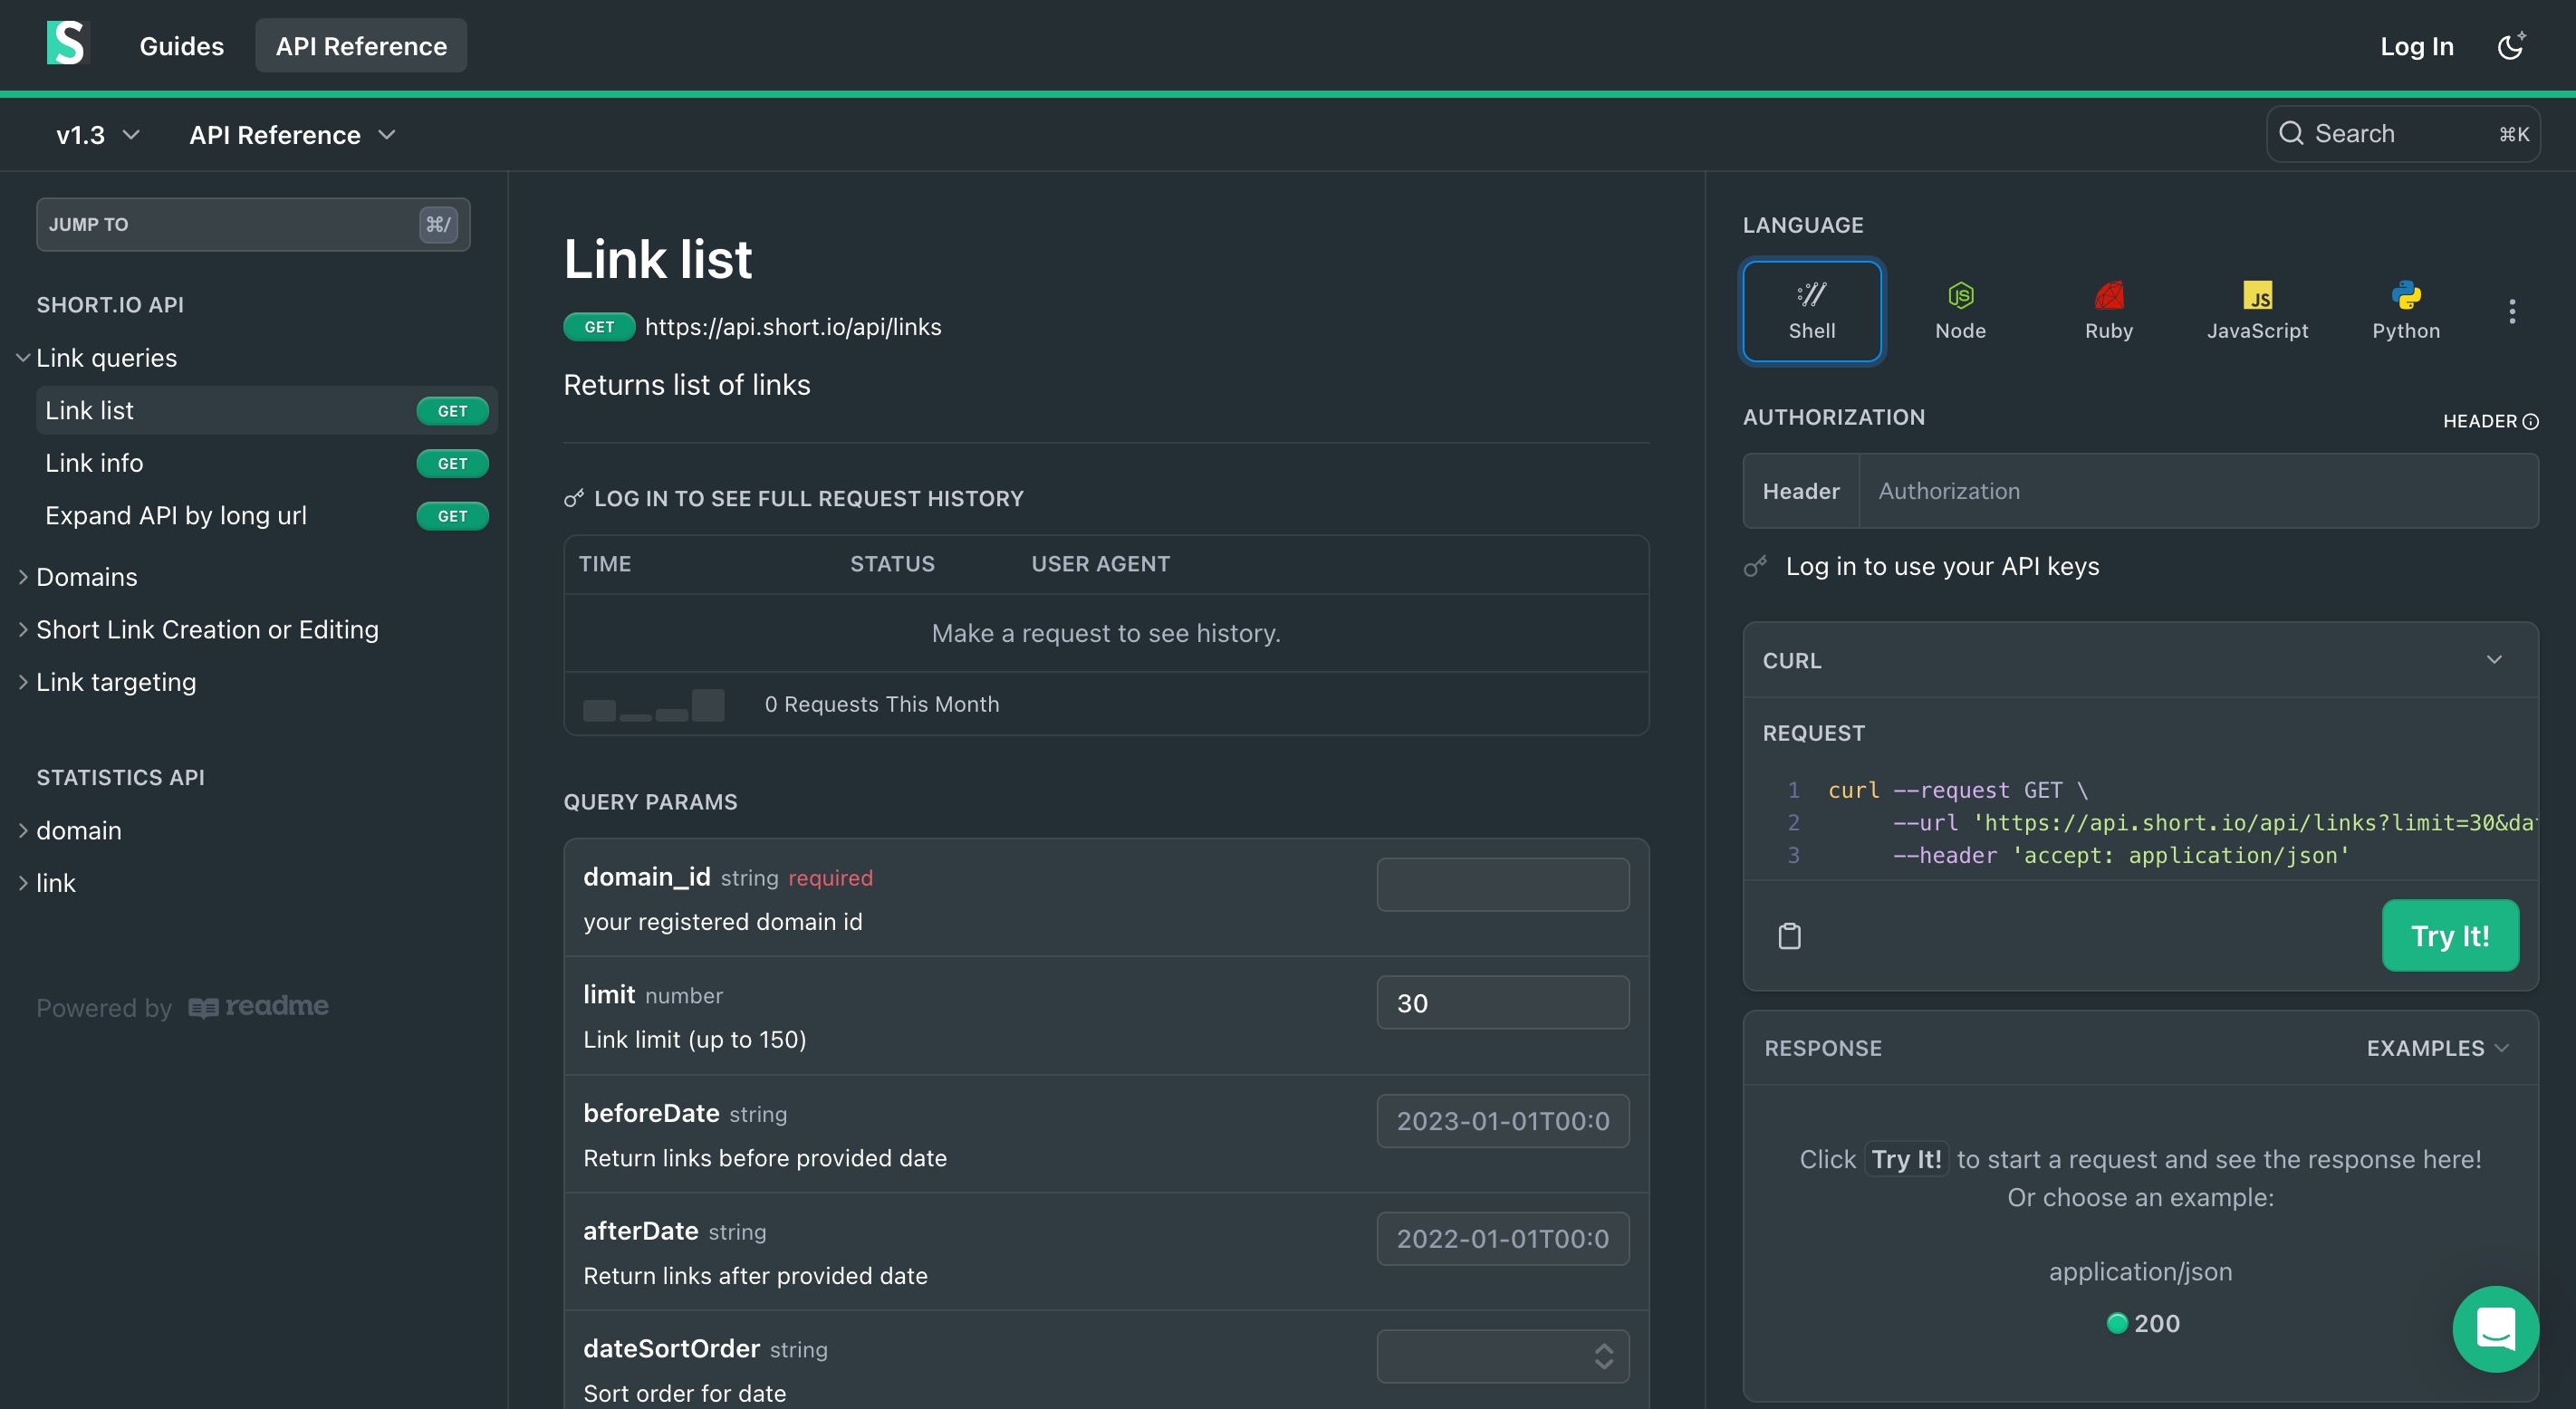 S Guides API Reference Log In
v1.3 API Reference Search ⌘K
JUMP TO ⌘/
SHORT.IO API
Link queries
Link list GET
Link info GET
Expand API by long url GET
Domains
Short Link Creation or Editing
Link targeting
STATISTICS API
domain
link
Powered by readme
Link list
GET https://api.short.io/api/links
Returns list of links
LOG IN TO SEE FULL REQUEST HISTORY
TIME STATUS USER AGENT
Make a request to see history.
0 Requests This Month
QUERY PARAMS
domain_id string required
your registered domain id
limit number 30
Link limit (up to 150)
beforeDate string 2023-01-01T00:0
Return links before provided date
afterDate string 2022-01-01T00:0
Return links after provided date
dateSortOrder string
Sort order for date
LANGUAGE
Shell Node Ruby JavaScript Python
AUTHORIZATION HEADER
Header Authorization
Log in to use your API keys
CURL
REQUEST
1 curl --request GET \
2 --url 'https://api.short.io/api/links?limit=30&da
3 --header 'accept: application/json'
Try It!
RESPONSE EXAMPLES
Click Try It! to start a request and see the response here!
Or choose an example:
application/json
200